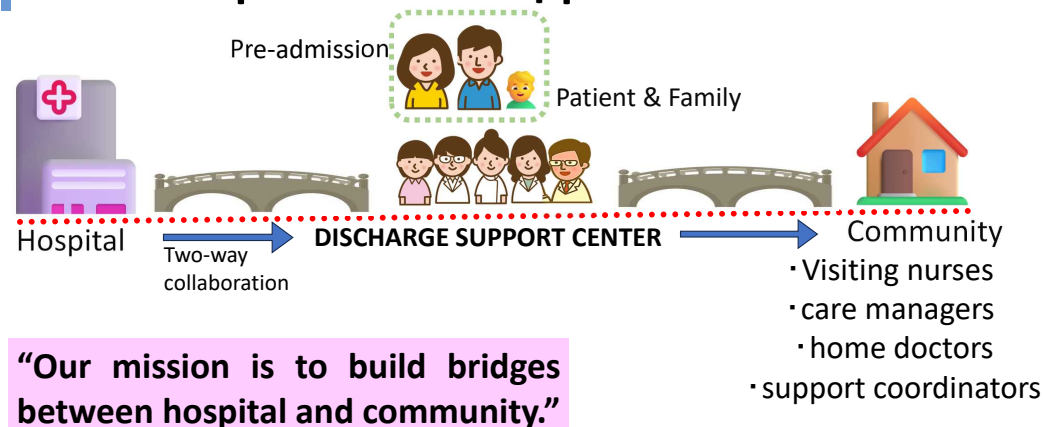 Pre-admission
Patient & Family
Hospital
Two-way
collaboration
DISCHARGE SUPPORT CENTER
Community
・Visiting nurses
・care managers
・home doctors
・support coordinators
“Our mission is to build bridges
between hospital and community.”